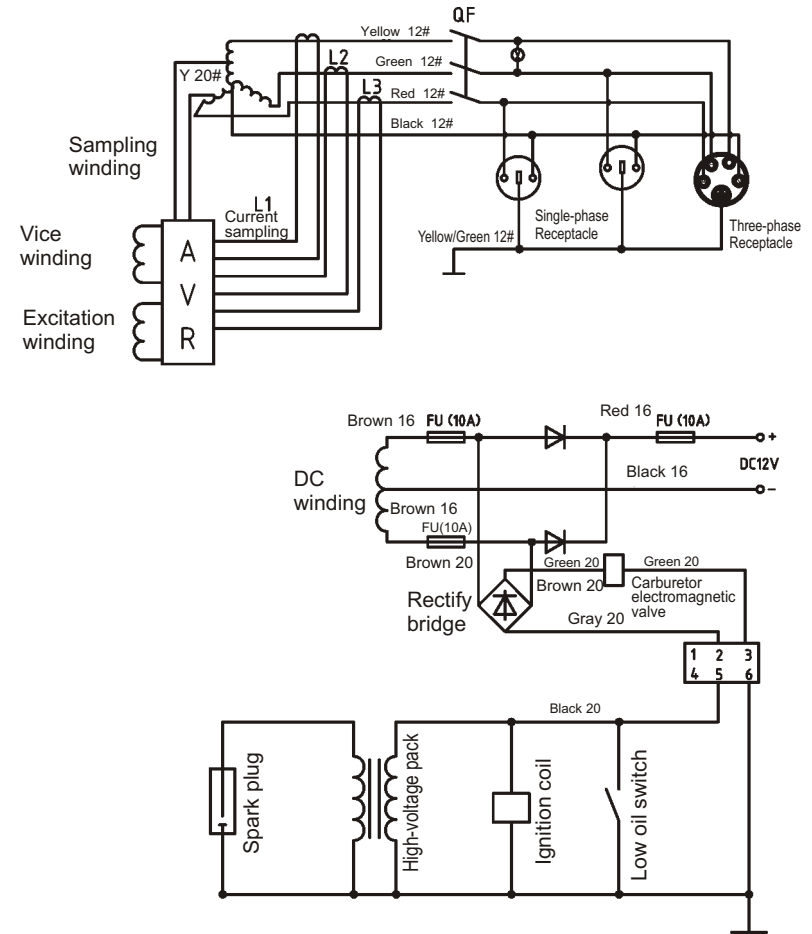 QF
Yellow 12#
L2
Green 12#
Y 20#
L3
Red 12#
Black 12#
Sampling
winding
L1
Current
sampling
Single-phase
Receptacle
Three-phase
Receptacle
Yellow/Green 12#
Vice
winding
A
V
R
Excitation
winding
Brown 16
FU (10A)
Red 16
FU (10A)
+
DC12V
DC
winding
Black 16
-
Brown 16
FU(10A)
Brown 20
Green 20
Green 20
Brown 20
Carburetor
electromagnetic
valve
Rectify
bridge
Gray 20
1 2 3
4 5 6
Black 20
Spark plug
High-voltage pack
Ignition coil
Low oil switch